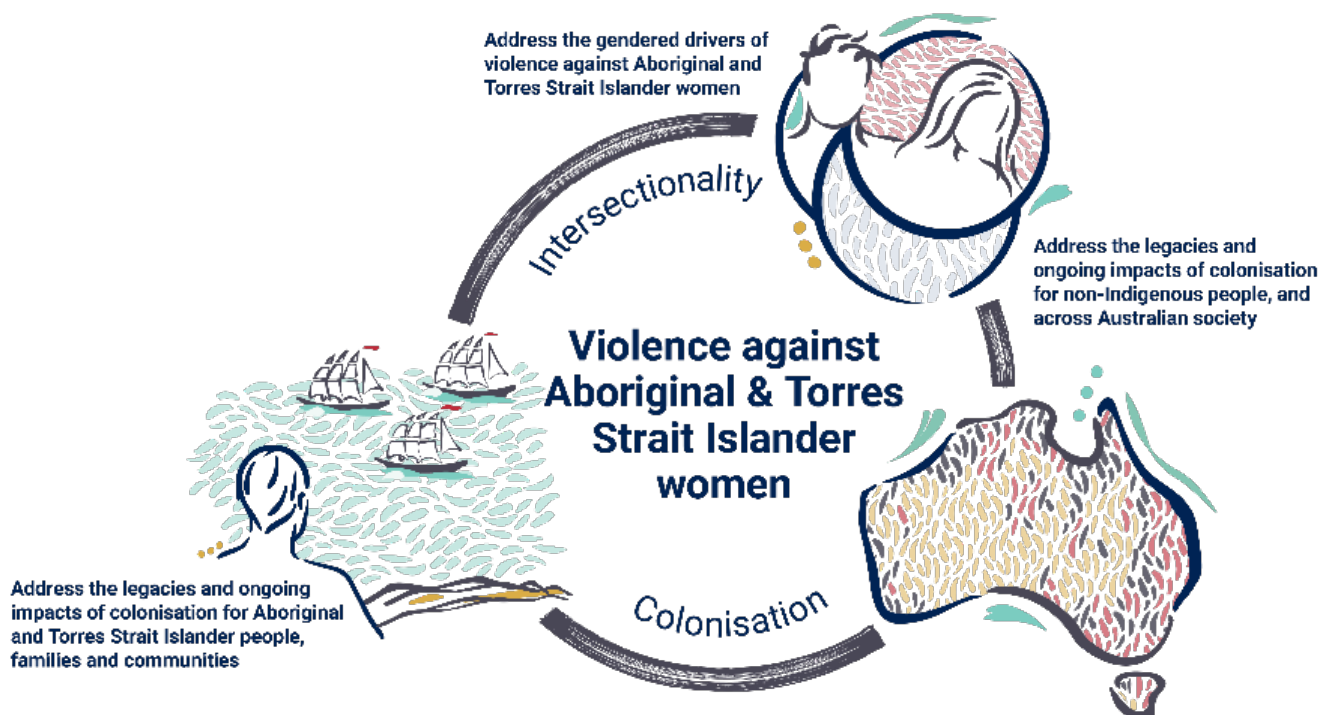 Address the gendered drivers of
violence against Aboriginal and
Torres Strait Islander women
Intersectionality
Address the legacies and
ongoing impacts of colonisation
for non-Indigenous people, and
across Australian society
Violence against
Aboriginal & Torres
Strait Islander
women
Address the legacies and ongoing
impacts of colonisation for Aboriginal
and Torres Strait Islander people,
families and communities
Colonisation